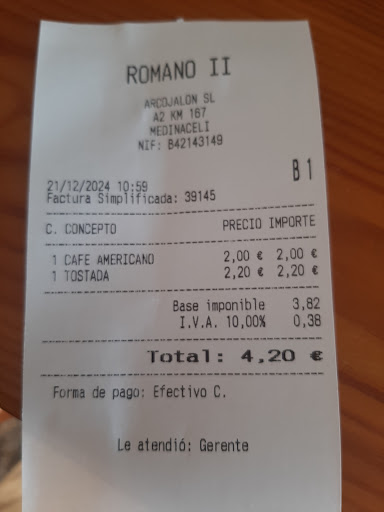 ROMANO II
ARCOJALON SL
A2 KM 167
MEDINACELI
NIF: B42143149
B 1
21/12/2024 10:59
Factura Simplificada: 39145
C. CONCEPTO PRECIO IMPORTE
1 CAFE AMERICANO 2,00 € 2,00 €
1 TOSTADA 2,20 € 2,20 €
Base imponible 3,82
I.V.A. 10,00% 0,38
Total: 4,20 €
Forma de pago: Efectivo C.
Le atendió: Gerente